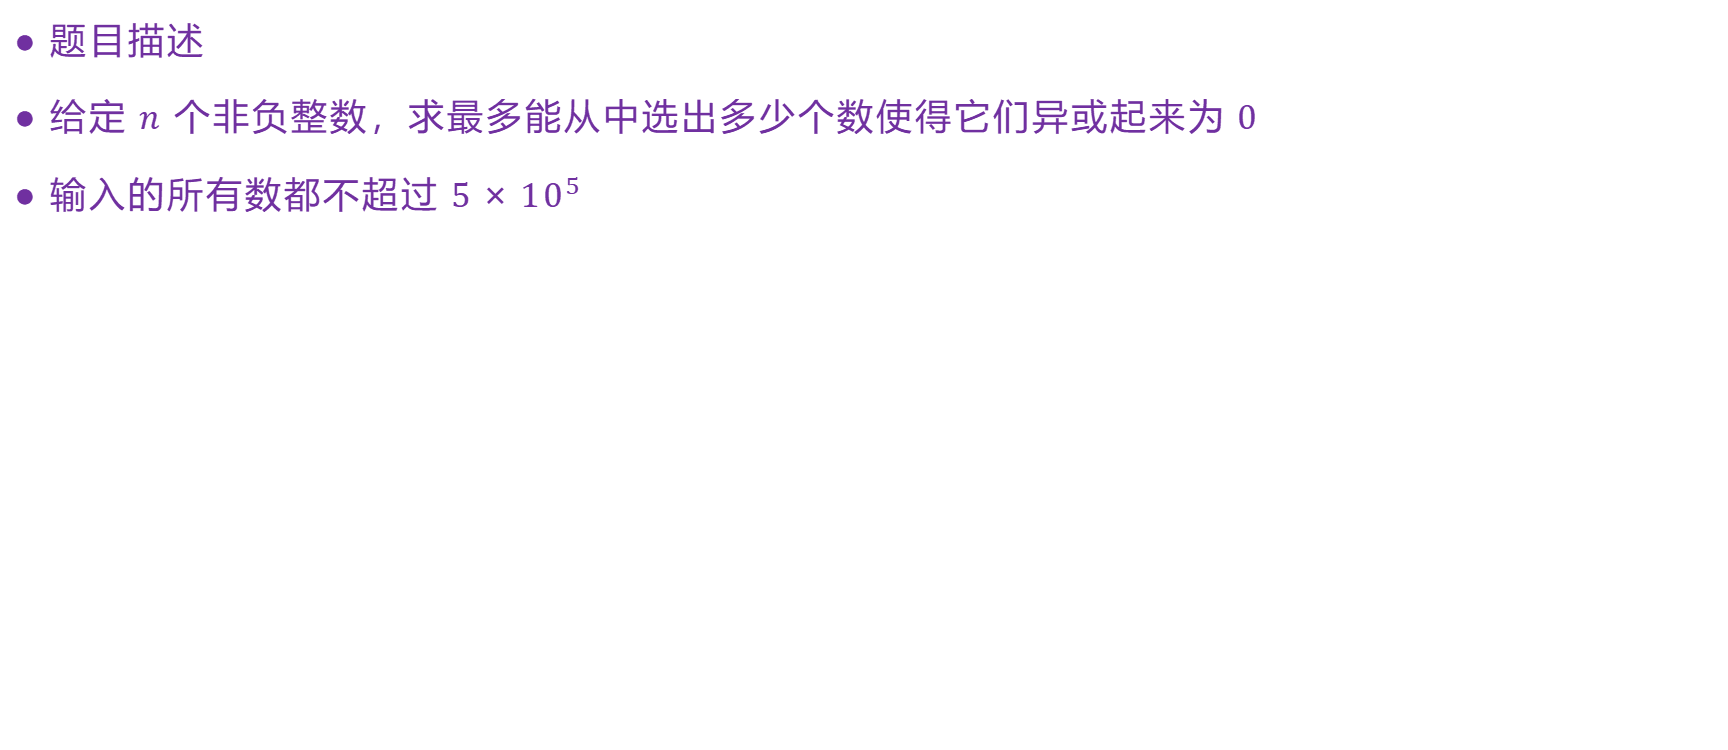 • 题目描述
• 给定 n 个非负整数，求最多能从中选出多少个数使得它们异或起来为 0
• 输入的所有数都不超过 5 × 10⁵